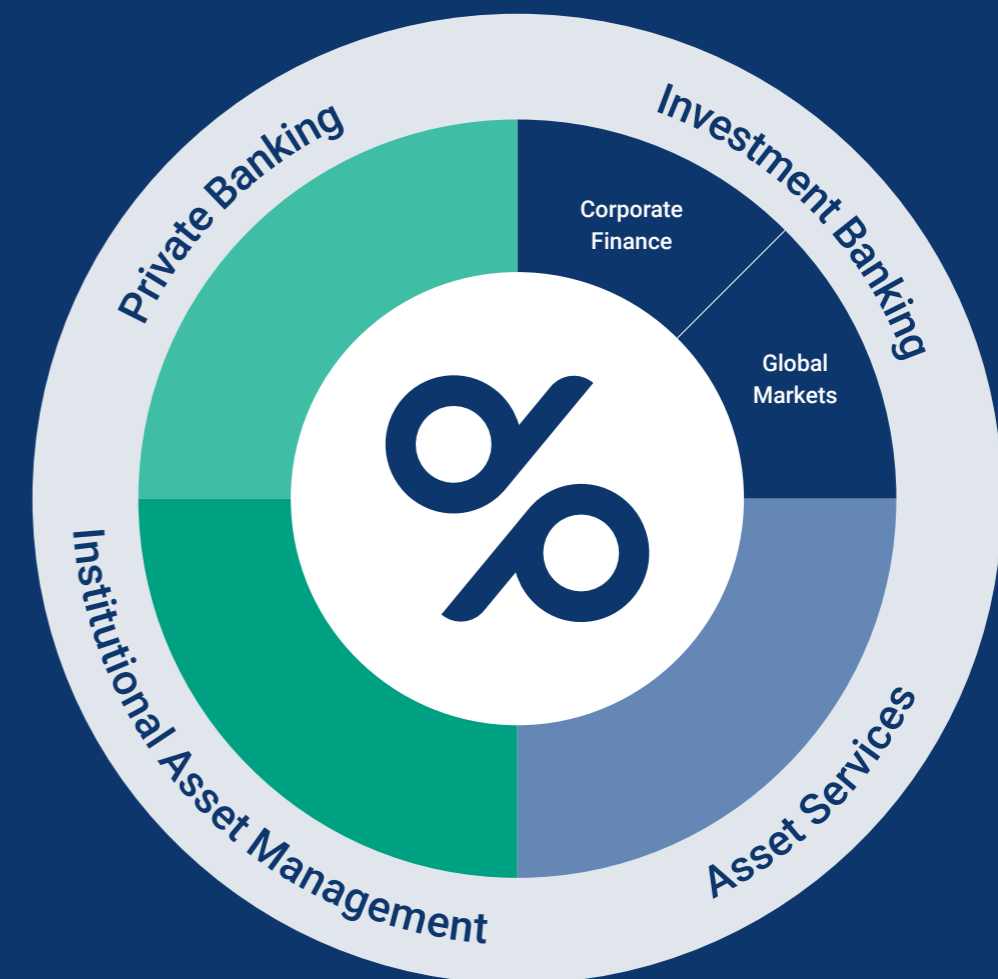 Private Banking
Investment Banking
Corporate
Finance
Global
Markets
Institutional Asset Management
Asset Services